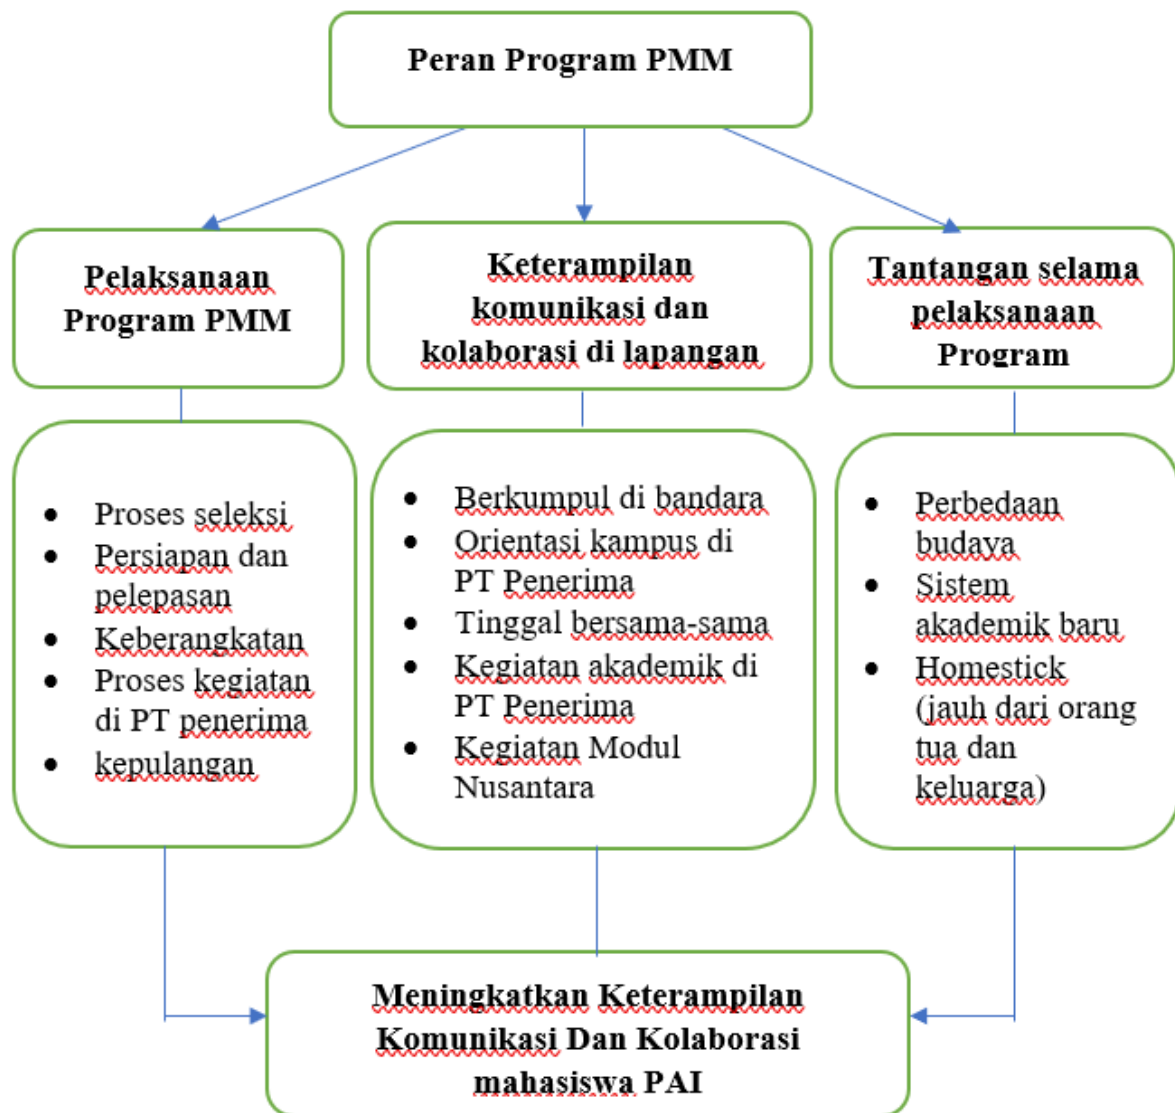 Peran Program PMM
Pelaksanaan
Program PMM
Keterampilan
komunikasi dan
kolaborasi di lapangan
Tantangan selama
pelaksanaan
Program
• Proses seleksi
• Persiapan dan
pelepasan
• Keberangkatan
• Proses kegiatan
di PT penerima
• kepulangan
• Berkumpul di bandara
• Orientasi kampus di
PT Penerima
• Tinggal bersama-sama
• Kegiatan akademik di
PT Penerima
• Kegiatan Modul
Nusantara
• Perbedaan
budaya
• Sistem
akademik baru
• Homestick
(jauh dari orang
tua dan
keluarga)
Meningkatkan Keterampilan
Komunikasi Dan Kolaborasi
mahasiswa PAI